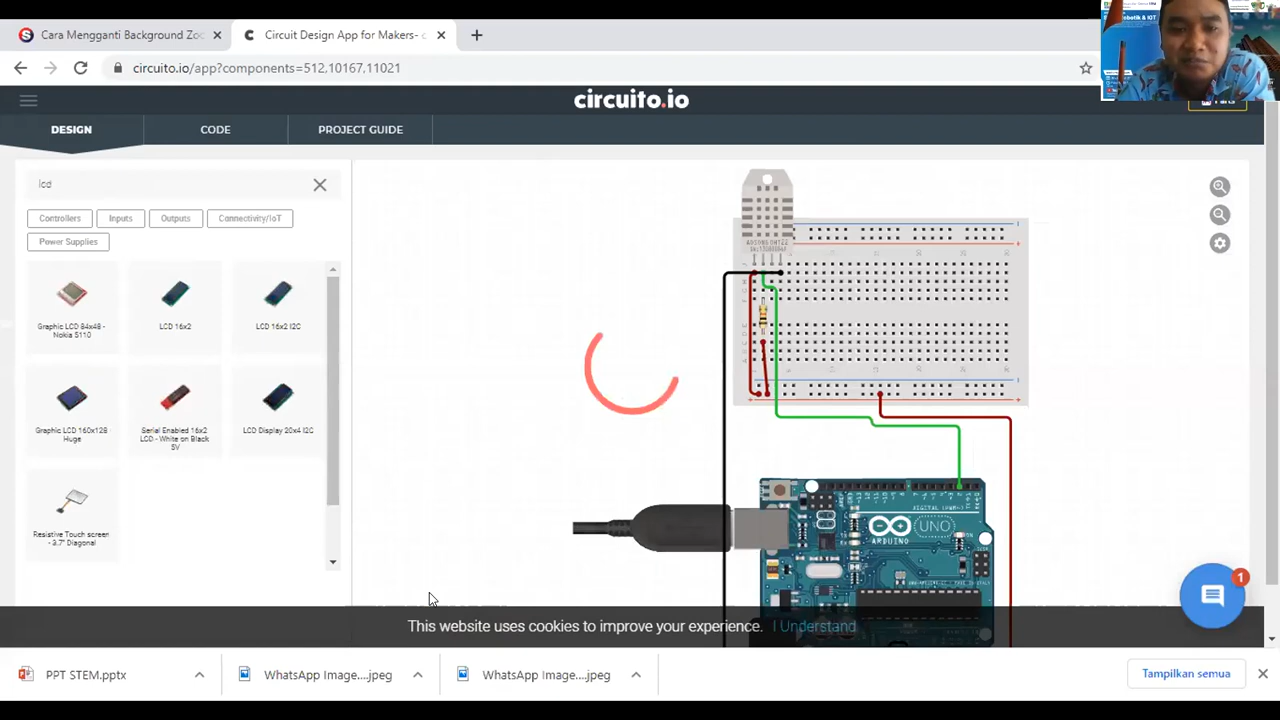 Cara Mengganti Background Zoo
Circuit Design App for Makers- c
circuito.io/app?components=512,10167,11021
circuito.io
DESIGN
CODE
PROJECT GUIDE
lcd
Controllers
Inputs
Outputs
Connectivity/IoT
Power Supplies
Graphic LCD 84x48 -
Nokia 5110
LCD 16x2
LCD 16x2 I2C
Graphic LCD 160x128
Huge
Serial Enabled 16x2
LCD - White on Black
5V
LCD Display 20x4 I2C
Resistive Touch screen
- 3.7" Diagonal
UNO
ARDUINO
1
This website uses cookies to improve your experience. I Understand
PPT STEM.pptx
WhatsApp Image....jpeg
WhatsApp Image....jpeg
Tampilkan semua